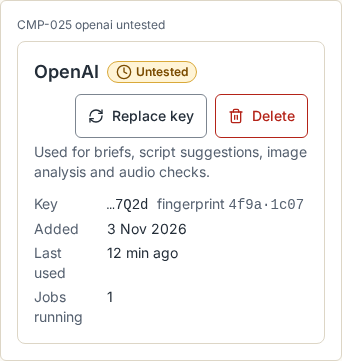 CMP-025 openai untested
OpenAI Untested
Replace key Delete
Used for briefs, script suggestions, image
analysis and audio checks.
Key …7Q2d fingerprint 4f9a·1c07
Added 3 Nov 2026
Last used 12 min ago
Jobs running 1